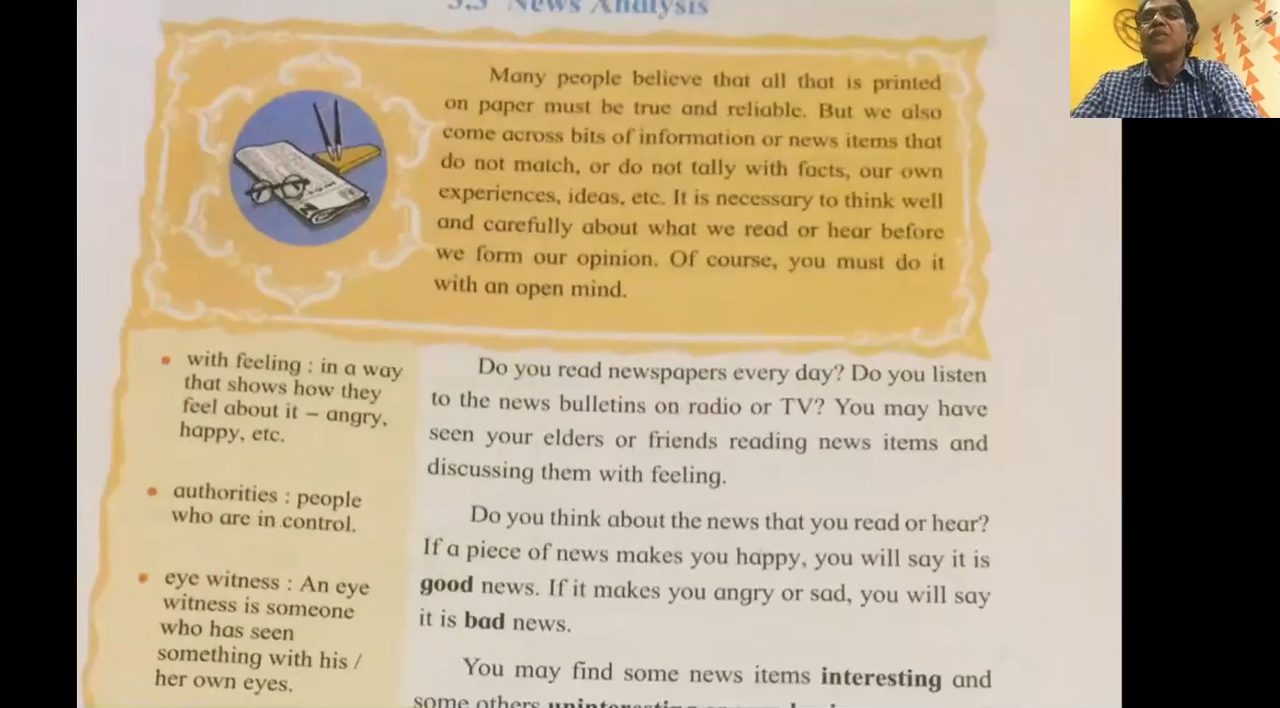 3.3 News Analysis
Many people believe that all that is printed
on paper must be true and reliable. But we also
come across bits of information or news items that
do not match, or do not tally with facts, our own
experiences, ideas, etc. It is necessary to think well
and carefully about what we read or hear before
we form our opinion. Of course, you must do it
with an open mind.
• with feeling : in a way
that shows how they
feel about it – angry,
happy, etc.
• authorities : people
who are in control.
• eye witness : An eye
witness is someone
who has seen
something with his /
her own eyes.
Do you read newspapers every day? Do you listen
to the news bulletins on radio or TV? You may have
seen your elders or friends reading news items and
discussing them with feeling.
Do you think about the news that you read or hear?
If a piece of news makes you happy, you will say it is
good news. If it makes you angry or sad, you will say
it is bad news.
You may find some news items interesting and
some others uninteresting